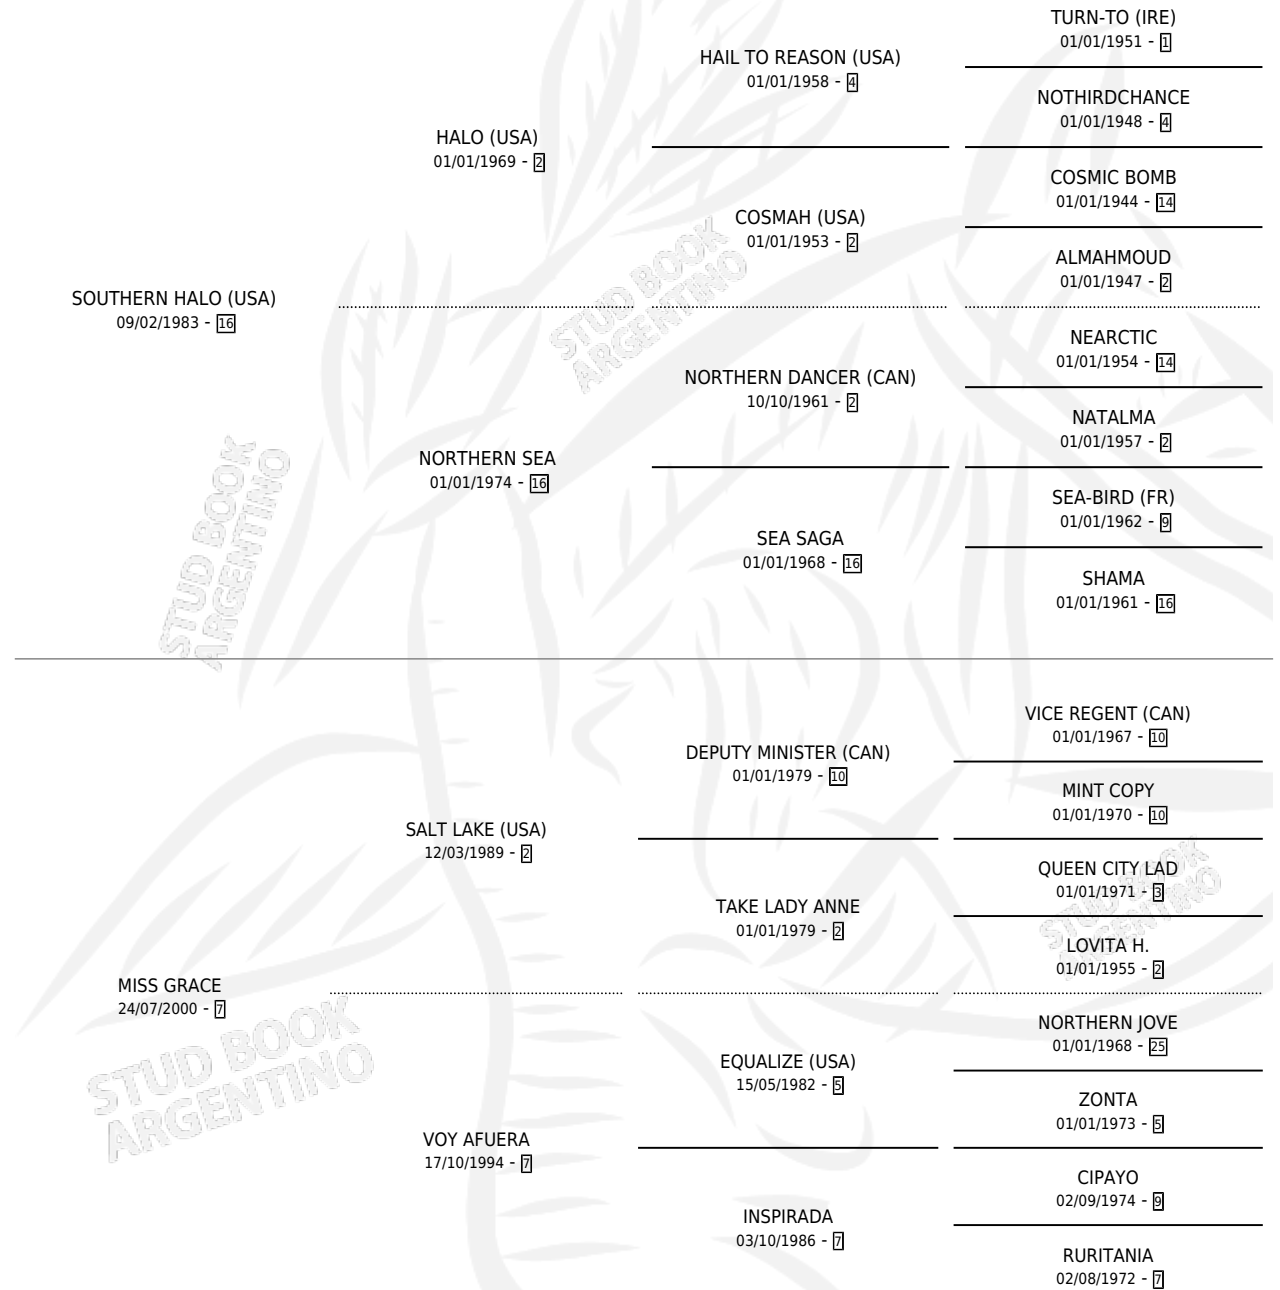 TURN-TO (IRE)
01/01/1951 - 1
HAIL TO REASON (USA)
01/01/1958 - 4
NOTHIRDCHANCE
01/01/1948 - 4
HALO (USA)
01/01/1969 - 2
COSMIC BOMB
01/01/1944 - 14
COSMAH (USA)
01/01/1953 - 2
ALMAHMOUD
01/01/1947 - 2
SOUTHERN HALO (USA)
09/02/1983 - 16
STUD BOOK
ARGENTINO
NEARCTIC
01/01/1954 - 14
NORTHERN DANCER (CAN)
10/10/1961 - 2
NATALMA
01/01/1957 - 2
NORTHERN SEA
01/01/1974 - 16
SEA-BIRD (FR)
01/01/1962 - 9
SEA SAGA
01/01/1968 - 16
SHAMA
01/01/1961 - 16
STUD BOOK
ARGENTINO
VICE REGENT (CAN)
01/01/1967 - 10
DEPUTY MINISTER (CAN)
01/01/1979 - 10
MINT COPY
01/01/1970 - 10
SALT LAKE (USA)
12/03/1989 - 2
QUEEN CITY LAD
01/01/1971 - 3
TAKE LADY ANNE
01/01/1979 - 2
LOVITA H.
01/01/1955 - 2
STUD BOOK
ARGENTINO
MISS GRACE
24/07/2000 - 7
NORTHERN JOVE
01/01/1968 - 25
EQUALIZE (USA)
15/05/1982 - 5
ZONTA
01/01/1973 - 5
STUD BOOK
ARGENTINO
VOY AFUERA
17/10/1994 - 7
CIPAYO
02/09/1974 - 9
INSPIRADA
03/10/1986 - 7
RURITANIA
02/08/1972 - 7